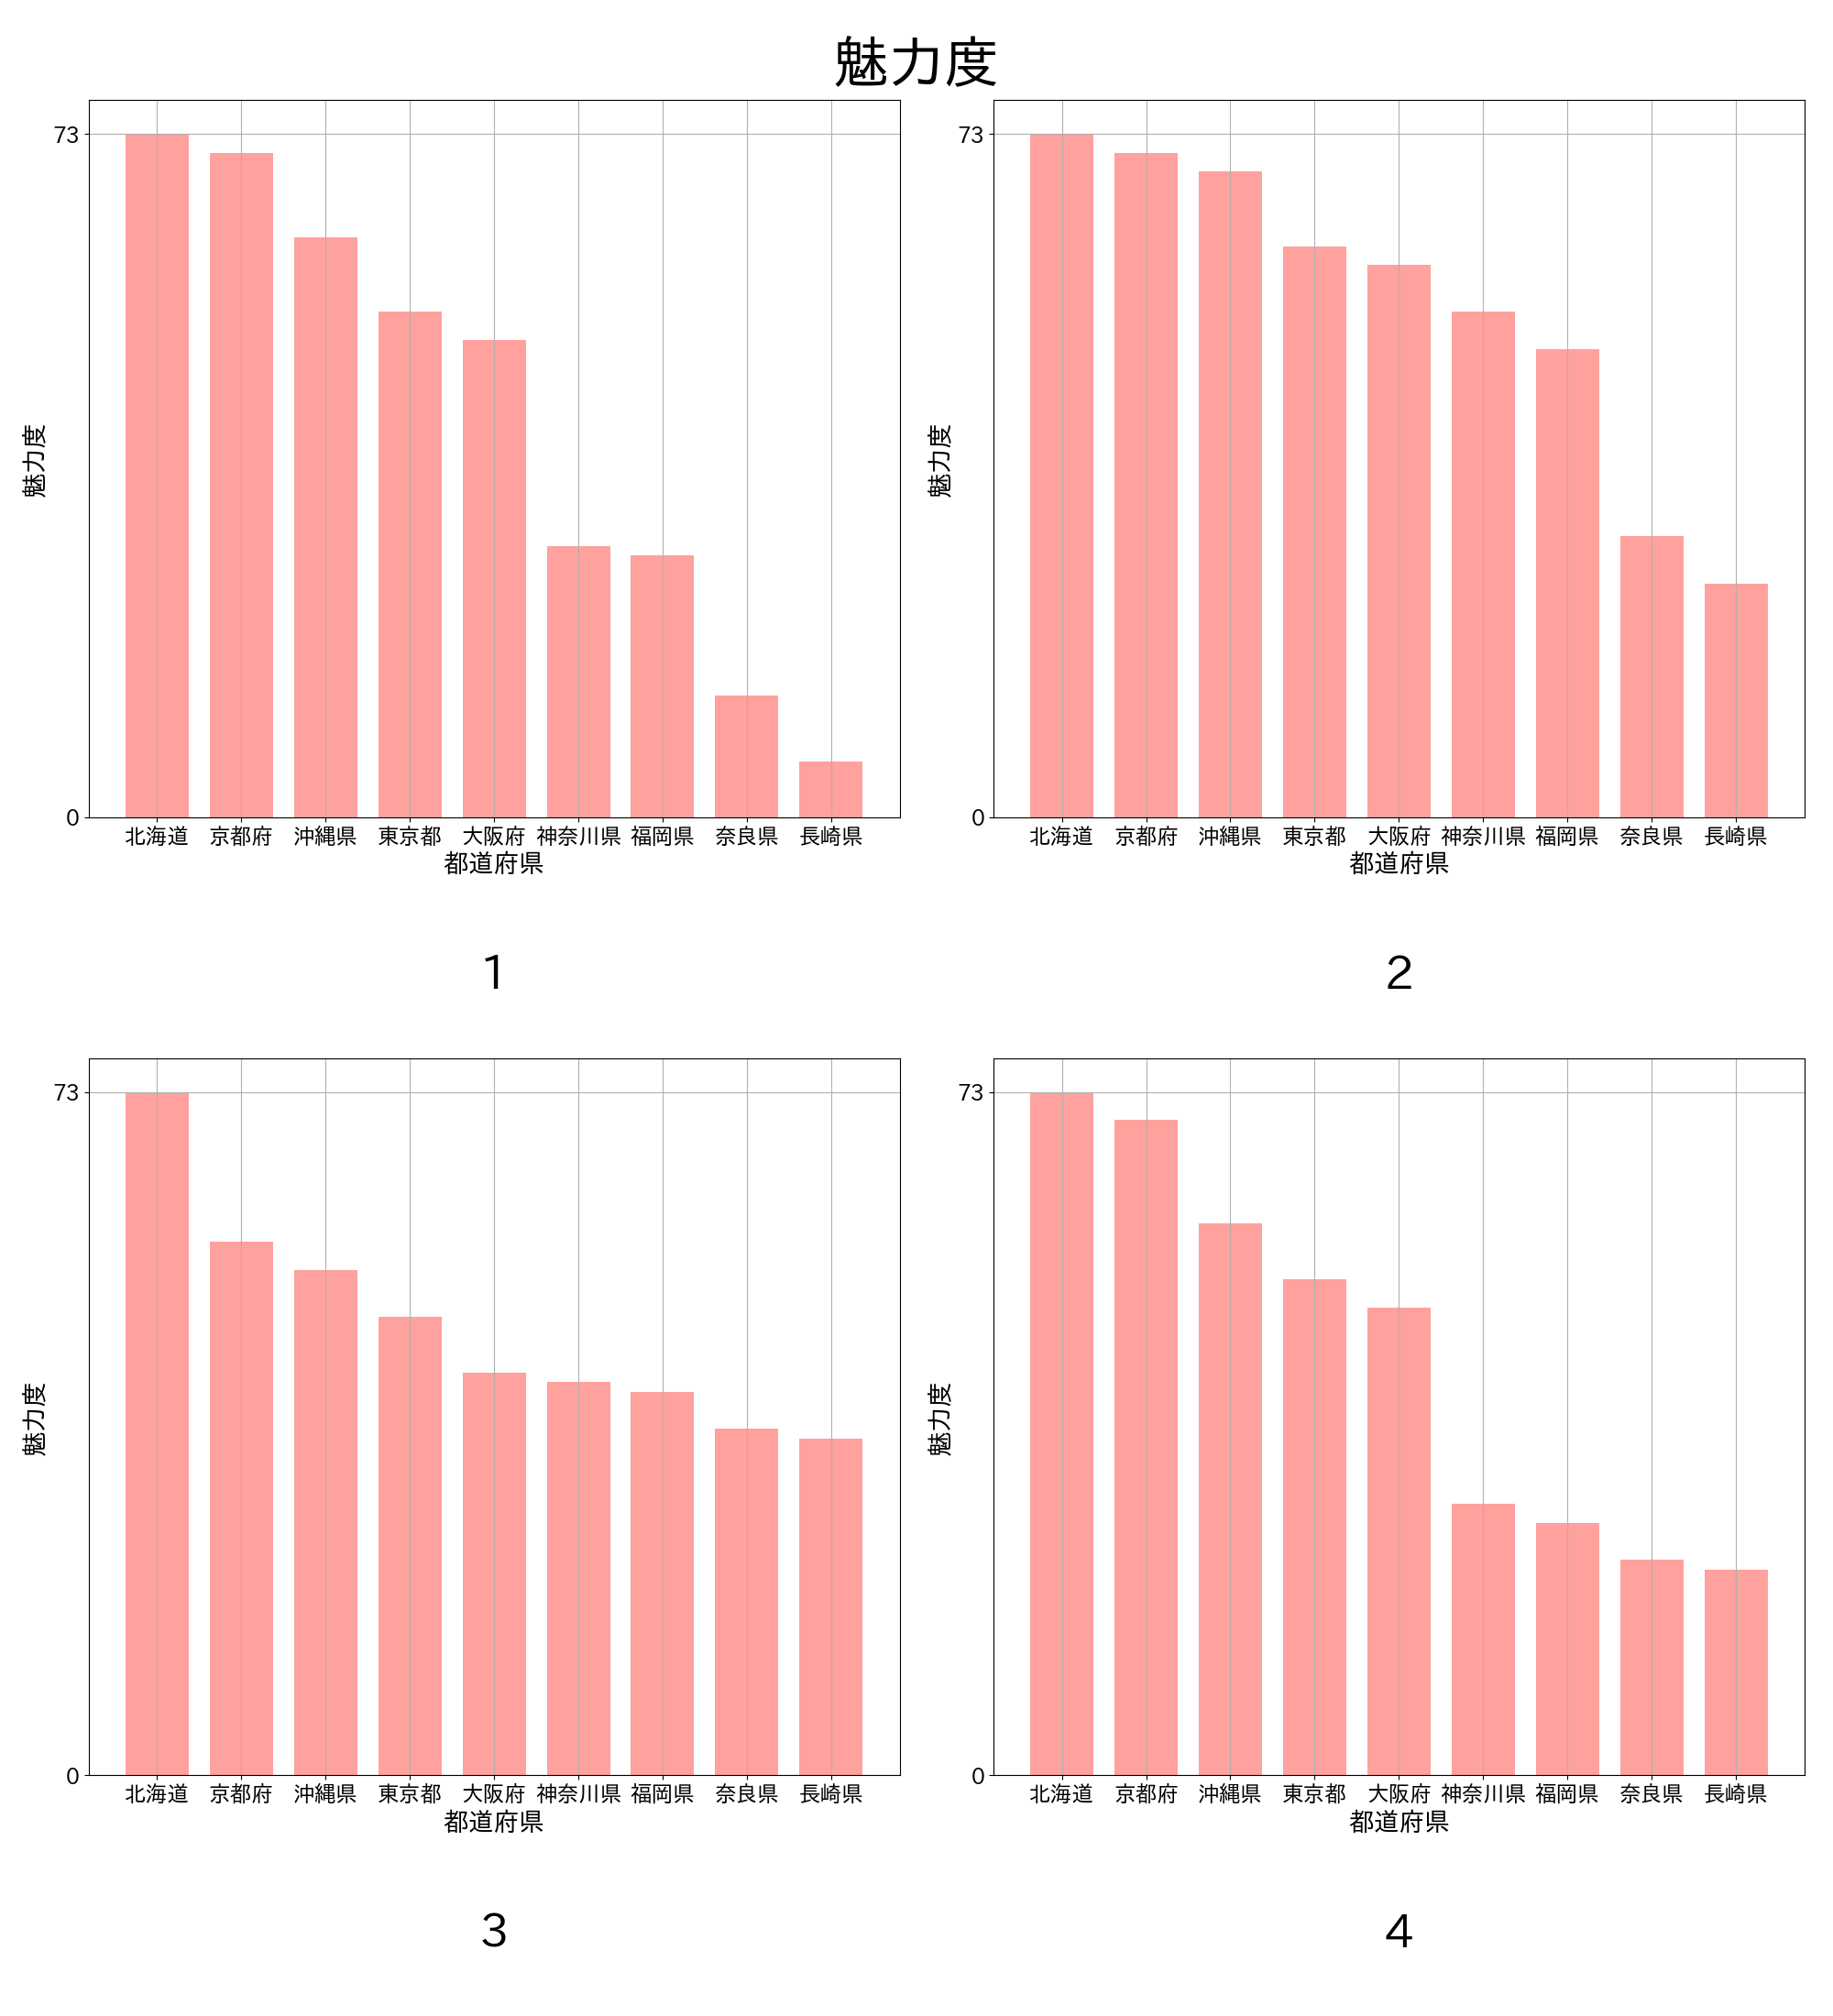 魅力度
73
魅力度
0
北海道 京都府 沖縄県 東京都 大阪府 神奈川県 福岡県 奈良県 長崎県
都道府県
1
73
魅力度
0
北海道 京都府 沖縄県 東京都 大阪府 神奈川県 福岡県 奈良県 長崎県
都道府県
2
73
魅力度
0
北海道 京都府 沖縄県 東京都 大阪府 神奈川県 福岡県 奈良県 長崎県
都道府県
3
73
魅力度
0
北海道 京都府 沖縄県 東京都 大阪府 神奈川県 福岡県 奈良県 長崎県
都道府県
4